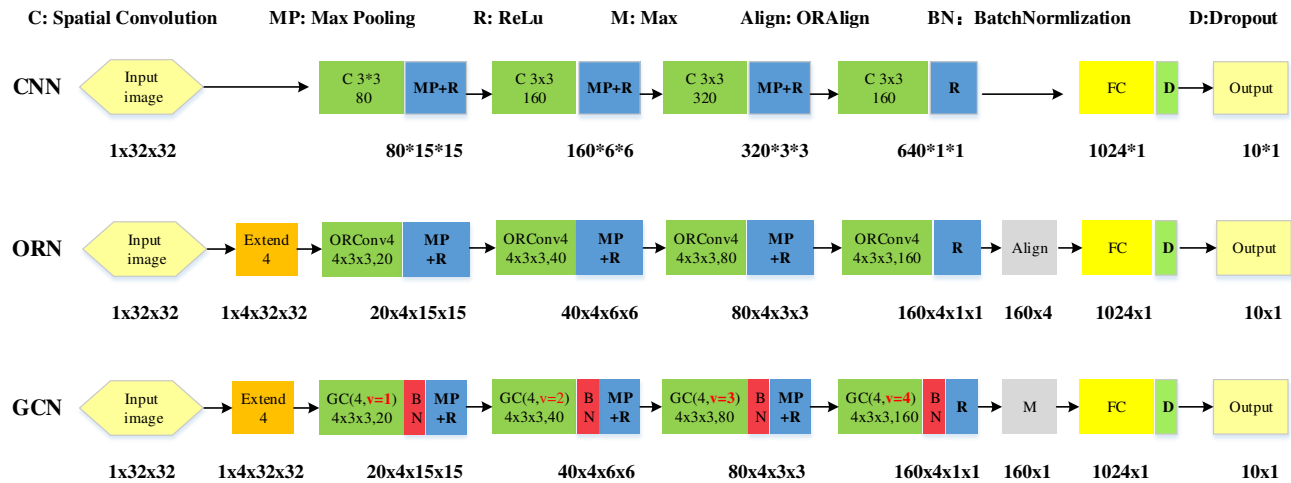 C: Spatial Convolution MP: Max Pooling R: ReLu M: Max Align: ORAlign BN：BatchNormlization D:Dropout
CNN
Input
image
C 3*3
80
MP+R
C 3x3
160
MP+R
C 3x3
320
MP+R
C 3x3
160
R
FC
D
Output
1x32x32 80*15*15 160*6*6 320*3*3 640*1*1 1024*1 10*1
ORN
Input
image
Extend
4
ORConv4
4x3x3,20
MP
+R
ORConv4
4x3x3,40
MP
+R
ORConv4
4x3x3,80
MP
+R
ORConv4
4x3x3,160
R
Align
FC
D
Output
1x32x32 1x4x32x32 20x4x15x15 40x4x6x6 80x4x3x3 160x4x1x1 160x4 1024x1 10x1
GCN
Input
image
Extend
4
GC(4,v=1)
4x3x3,20
B
N
MP
+R
GC(4,v=2)
4x3x3,40
B
N
MP
+R
GC(4,v=3)
4x3x3,80
B
N
MP
+R
GC(4,v=4)
4x3x3,160
B
N
R
M
FC
D
Output
1x32x32 1x4x32x32 20x4x15x15 40x4x6x6 80x4x3x3 160x4x1x1 160x1 1024x1 10x1